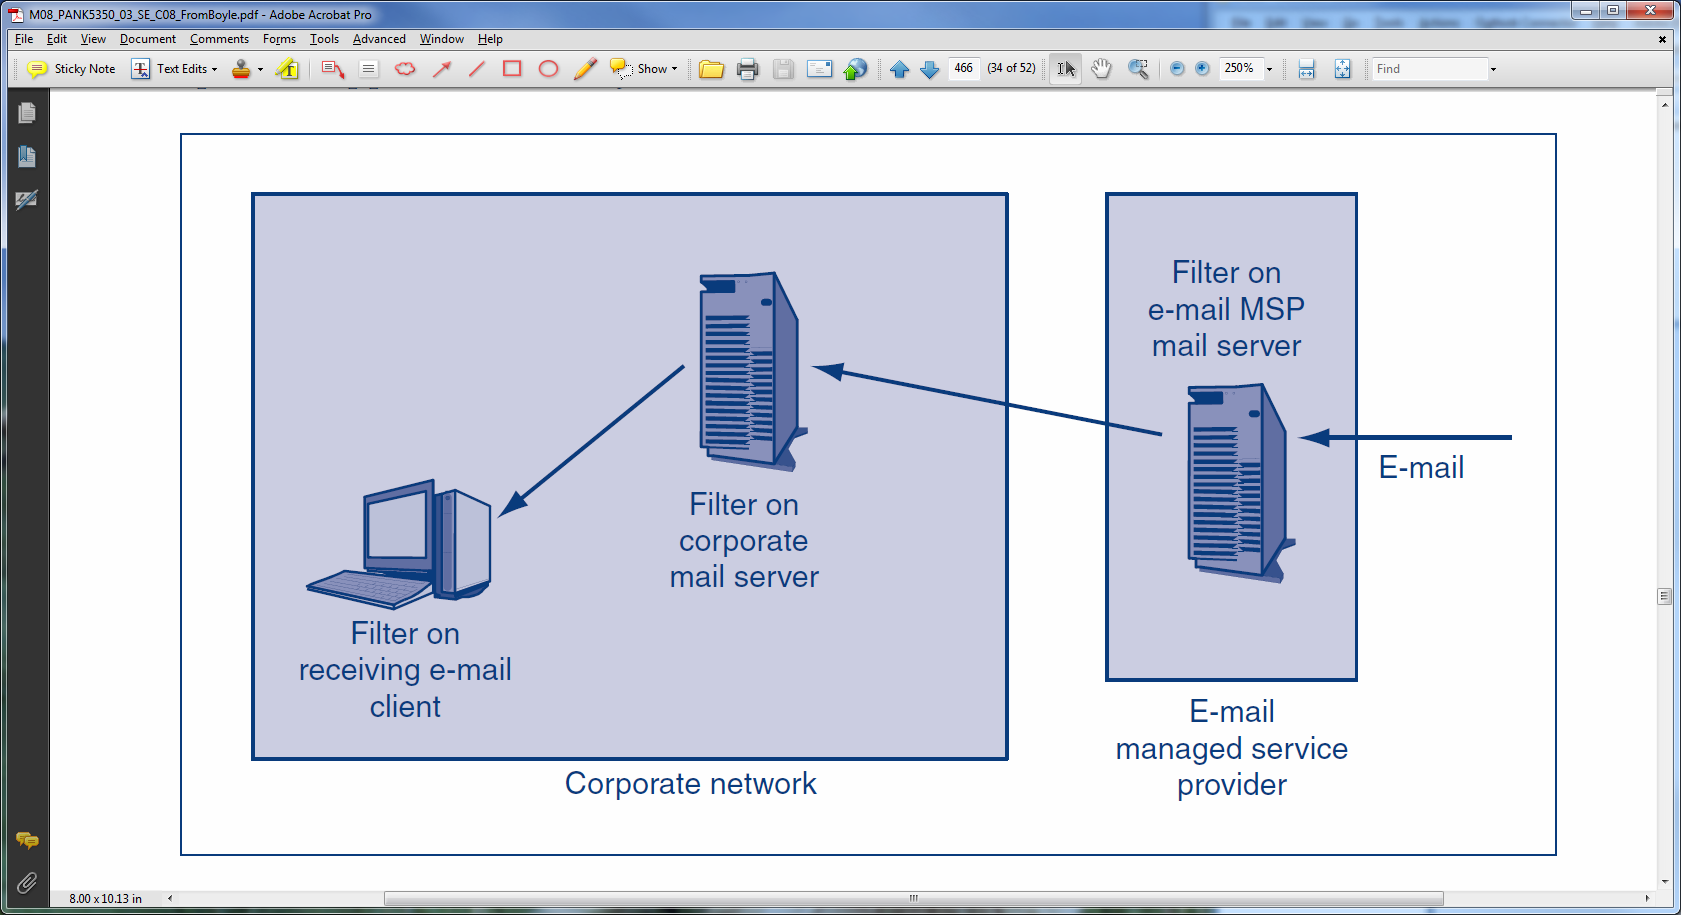 M08_PANK5350_03_SE_C08_FromBoyle.pdf - Adobe Acrobat Pro
File Edit View Document Comments Forms Tools Advanced Window Help
Sticky Note Text Edits Show 466 (34 of 52) 250% Find
Filter on
e-mail MSP
mail server
E-mail
Filter on
corporate
mail server
Filter on
receiving e-mail
client
Corporate network
E-mail
managed service
provider
8.00 x 10.13 in